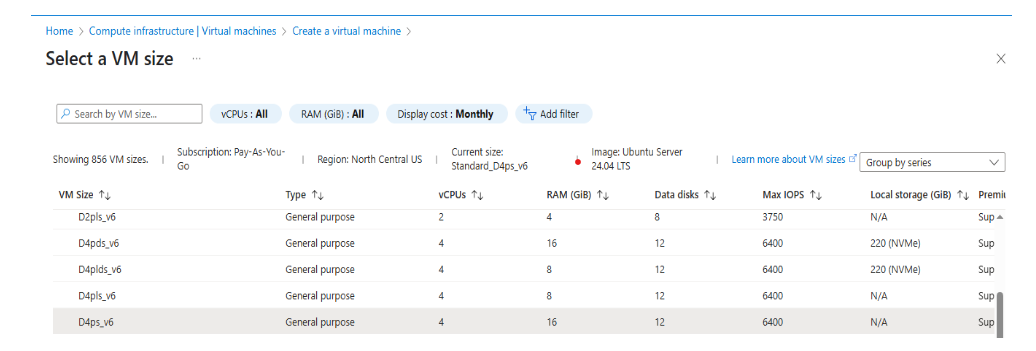 Home > Compute infrastructure | Virtual machines > Create a virtual machine >
Select a VM size ...
Search by VM size...
vCPUs : All
RAM (GiB) : All
Display cost : Monthly
Add filter
Showing 856 VM sizes. | Subscription: Pay-As-You-
Go | Region: North Central US | Current size:
Standard_D4ps_v6 Image: Ubuntu Server
24.04 LTS | Learn more about VM sizes Group by series
VM Size ↑↓ Type ↑↓ vCPUs ↑↓ RAM (GiB) ↑↓ Data disks ↑↓ Max IOPS ↑↓ Local storage (GiB) ↑↓ Premiu
D2pls_v6 General purpose 2 4 8 3750 N/A Sup
D4pds_v6 General purpose 4 16 12 6400 220 (NVMe) Sup
D4plds_v6 General purpose 4 8 12 6400 220 (NVMe) Sup
D4pls_v6 General purpose 4 8 12 6400 N/A Sup
D4ps_v6 General purpose 4 16 12 6400 N/A Sup